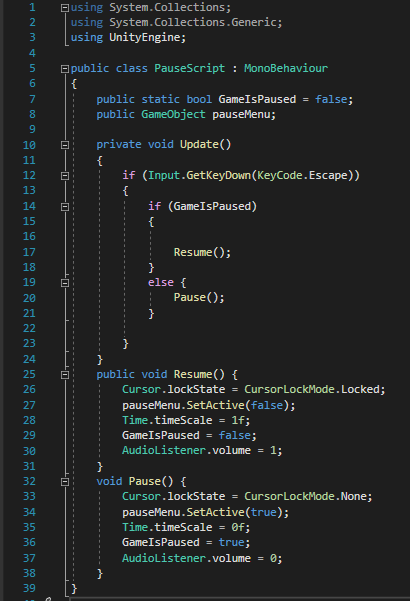 1 using System.Collections;
2 using System.Collections.Generic;
3 using UnityEngine;
4
5 public class PauseScript : MonoBehaviour
6 {
7 public static bool GameIsPaused = false;
8 public GameObject pauseMenu;
9
10 private void Update()
11 {
12 if (Input.GetKeyDown(KeyCode.Escape))
13 {
14 if (GameIsPaused)
15 {
16
17 Resume();
18 }
19 else {
20 Pause();
21 }
22
23 }
24 }
25 public void Resume() {
26 Cursor.lockState = CursorLockMode.Locked;
27 pauseMenu.SetActive(false);
28 Time.timeScale = 1f;
29 GameIsPaused = false;
30 AudioListener.volume = 1;
31 }
32 void Pause() {
33 Cursor.lockState = CursorLockMode.None;
34 pauseMenu.SetActive(true);
35 Time.timeScale = 0f;
36 GameIsPaused = true;
37 AudioListener.volume = 0;
38 }
39 }